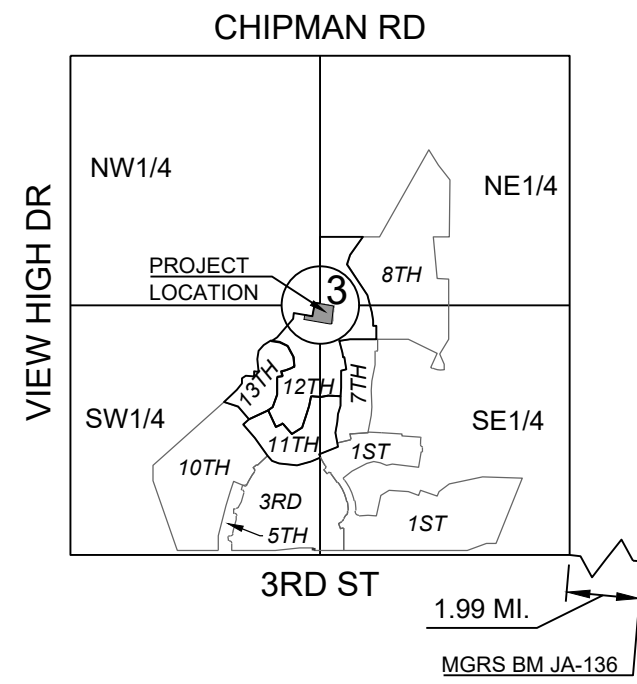 CHIPMAN RD
VIEW HIGH DR
NW1/4
NE1/4
PROJECT
LOCATION
3
8TH
13TH
12TH
7TH
SW1/4
SE1/4
11TH
1ST
10TH
3RD
1ST
5TH
3RD ST
1.99 MI.
MGRS BM JA-136